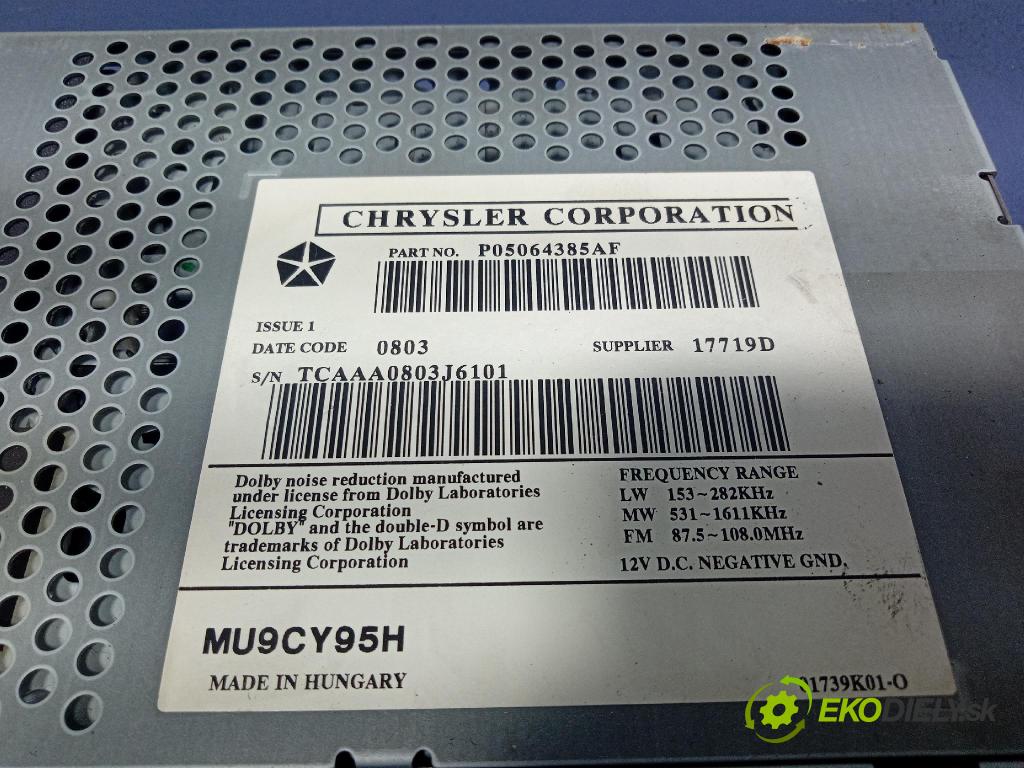 CHRYSLER CORPORATION
PART NO. P05064385AF
ISSUE 1
DATE CODE 0803 SUPPLIER 17719D
S/N TCAAA0803J6101
Dolby noise reduction manufactured
under license from Dolby Laboratories
Licensing Corporation
"DOLBY" and the double-D symbol are
trademarks of Dolby Laboratories
Licensing Corporation
FREQUENCY RANGE
LW 153~282KHz
MW 531~1611KHz
FM 87.5~108.0MHz
12V D.C. NEGATIVE GND.
MU9CY95H
MADE IN HUNGARY
01739K01-O
EKODIELY.sk